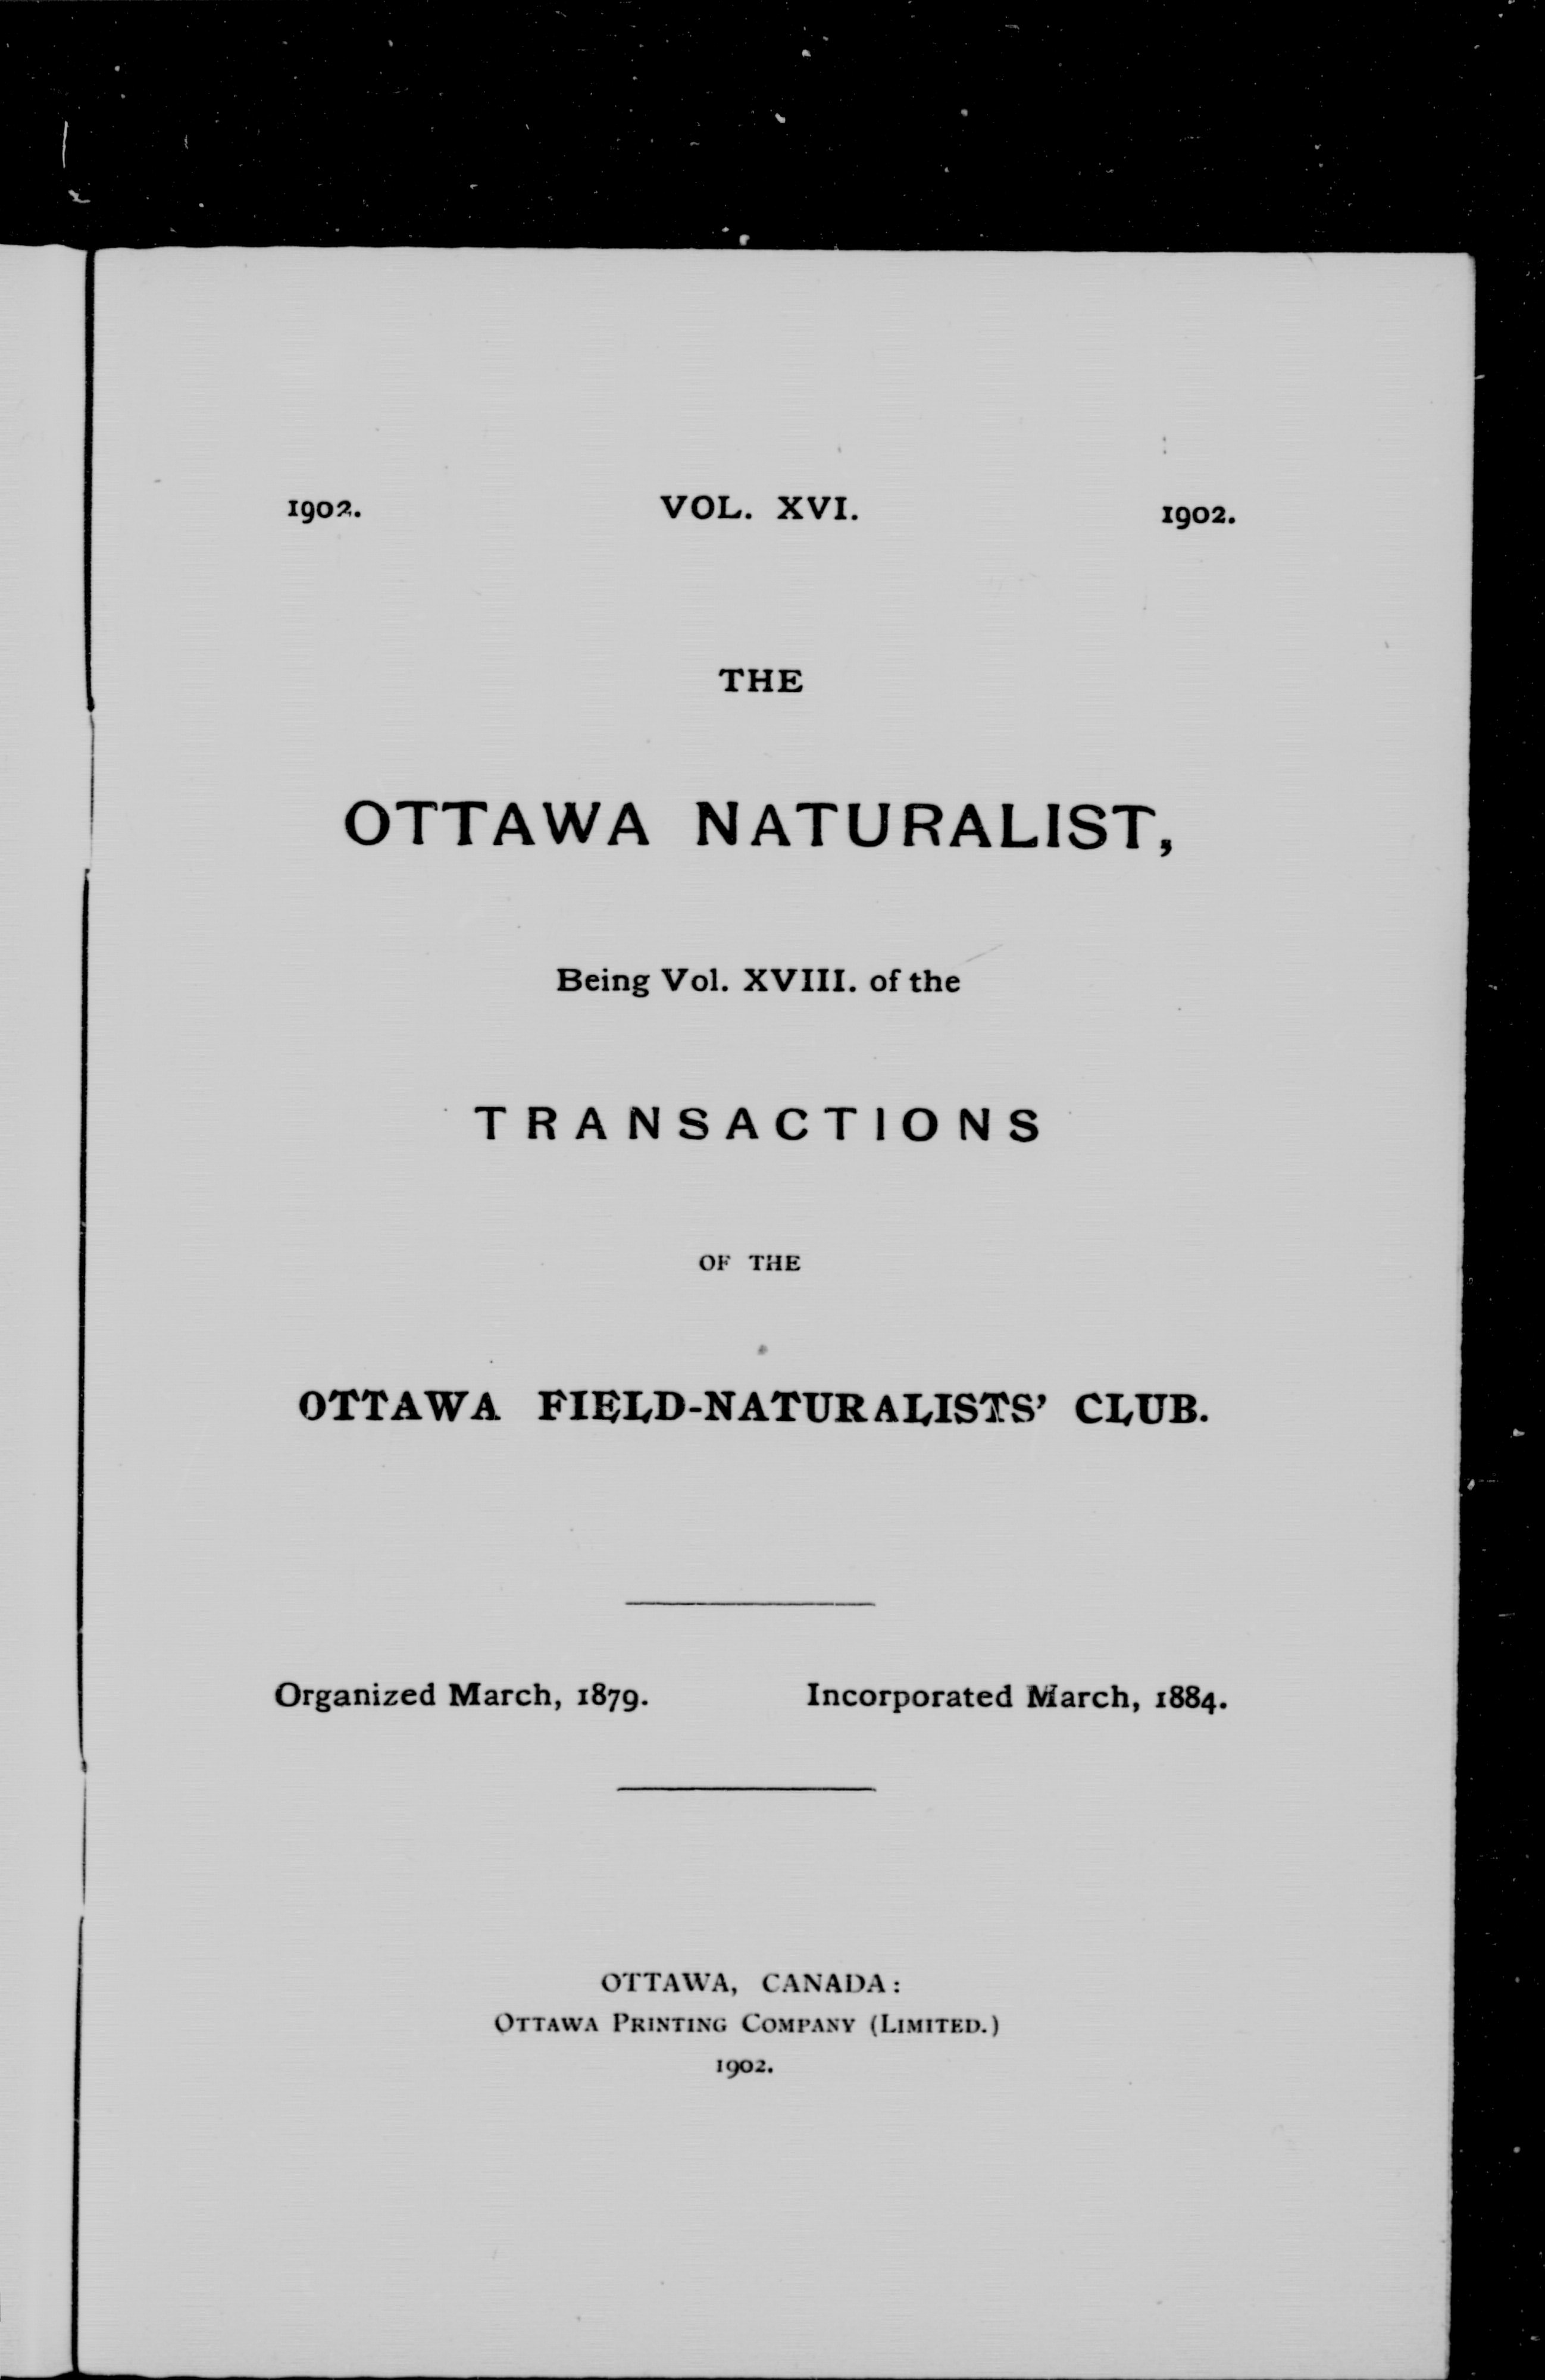 1902. VOL. XVI. 1902.
THE
OTTAWA NATURALIST,
Being Vol. XVIII. of the
TRANSACTIONS
OF THE
OTTAWA FIELD-NATURALISTS' CLUB.
Organized March, 1879. Incorporated March, 1884.
OTTAWA, CANADA:
OTTAWA PRINTING COMPANY (LIMITED.)
1902.